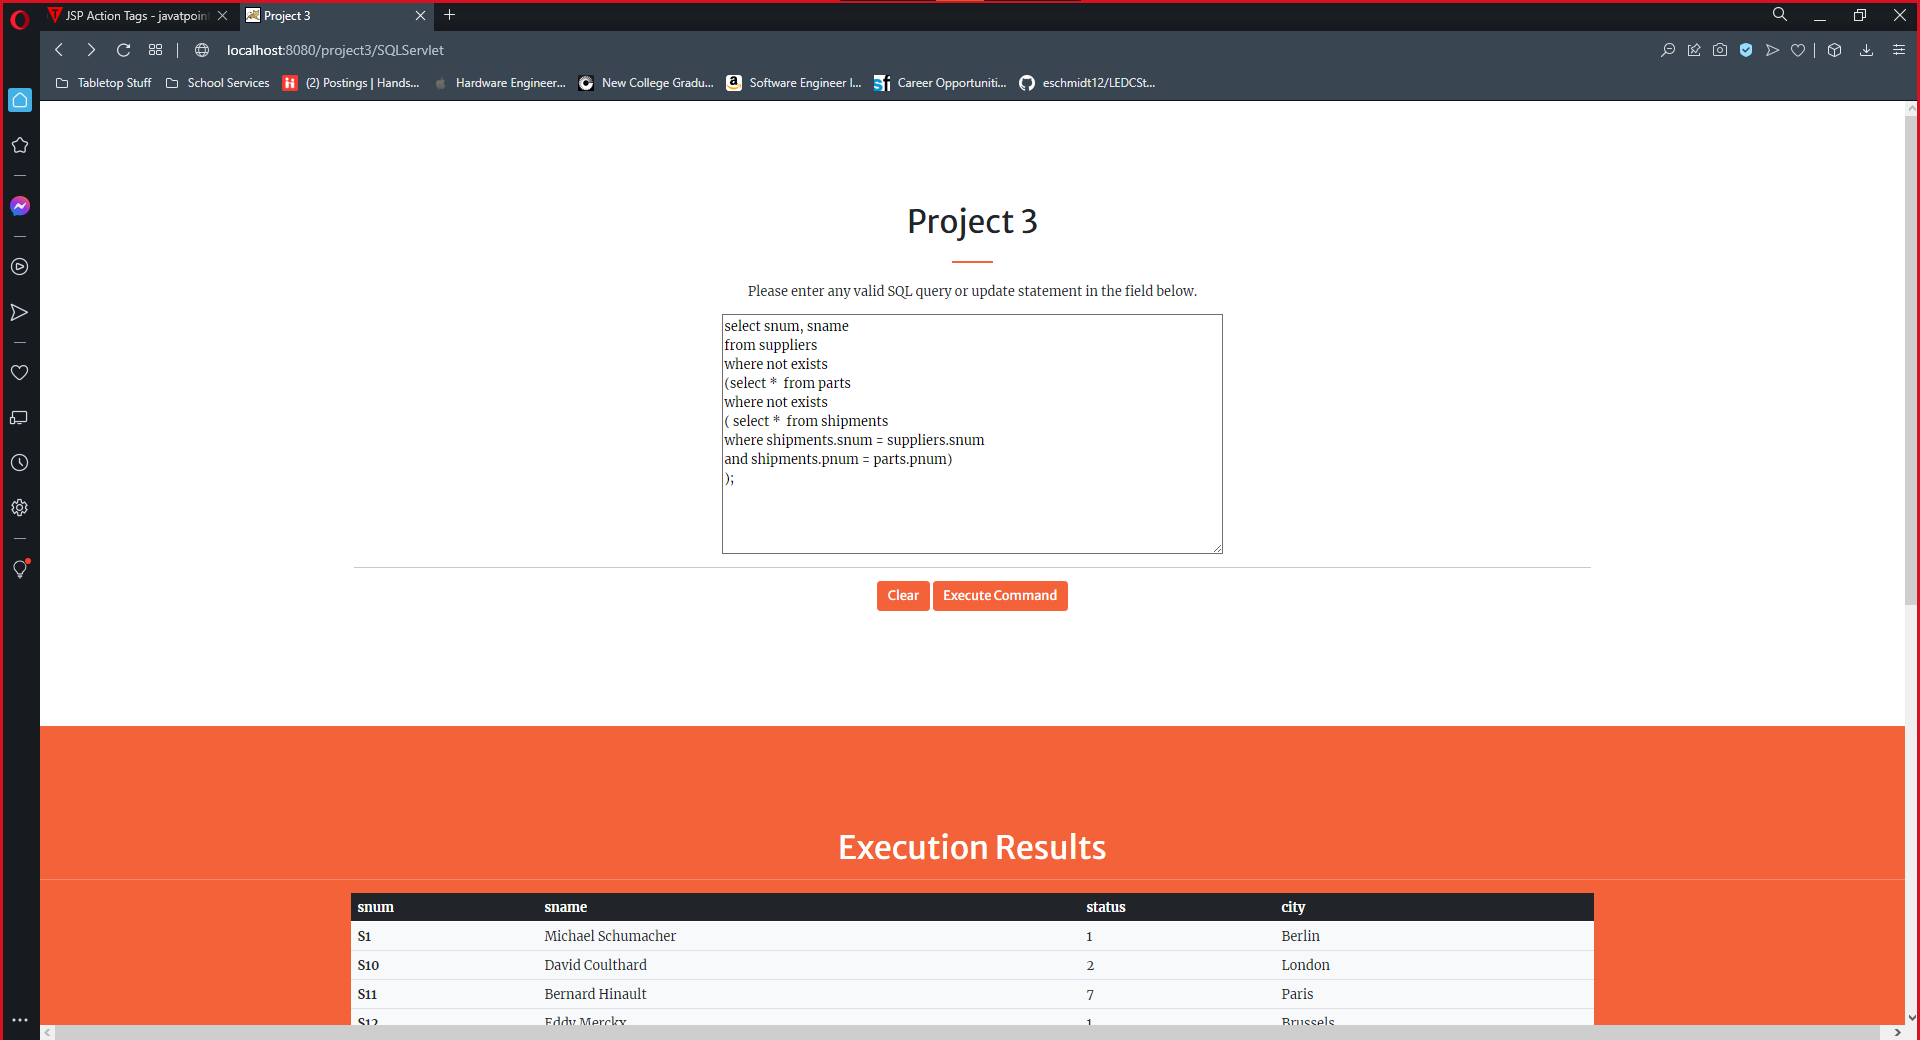 JSP Action Tags - javatpoint
Project 3
localhost:8080/project3/SQLServlet
Tabletop Stuff
School Services
(2) Postings | Hands...
Hardware Engineer...
New College Gradu...
Software Engineer I...
Career Opportuniti...
eschmidt12/LEDCSt...
Project 3
Please enter any valid SQL query or update statement in the field below.
select snum, sname
from suppliers
where not exists
(select *  from parts
where not exists
( select *  from shipments
where shipments.snum = suppliers.snum
and shipments.pnum = parts.pnum)
);
Clear
Execute Command
Execution Results
snum sname status city
S1 Michael Schumacher 1 Berlin
S10 David Coulthard 2 London
S11 Bernard Hinault 7 Paris
S12 Eddy Merckx 1 Brussels